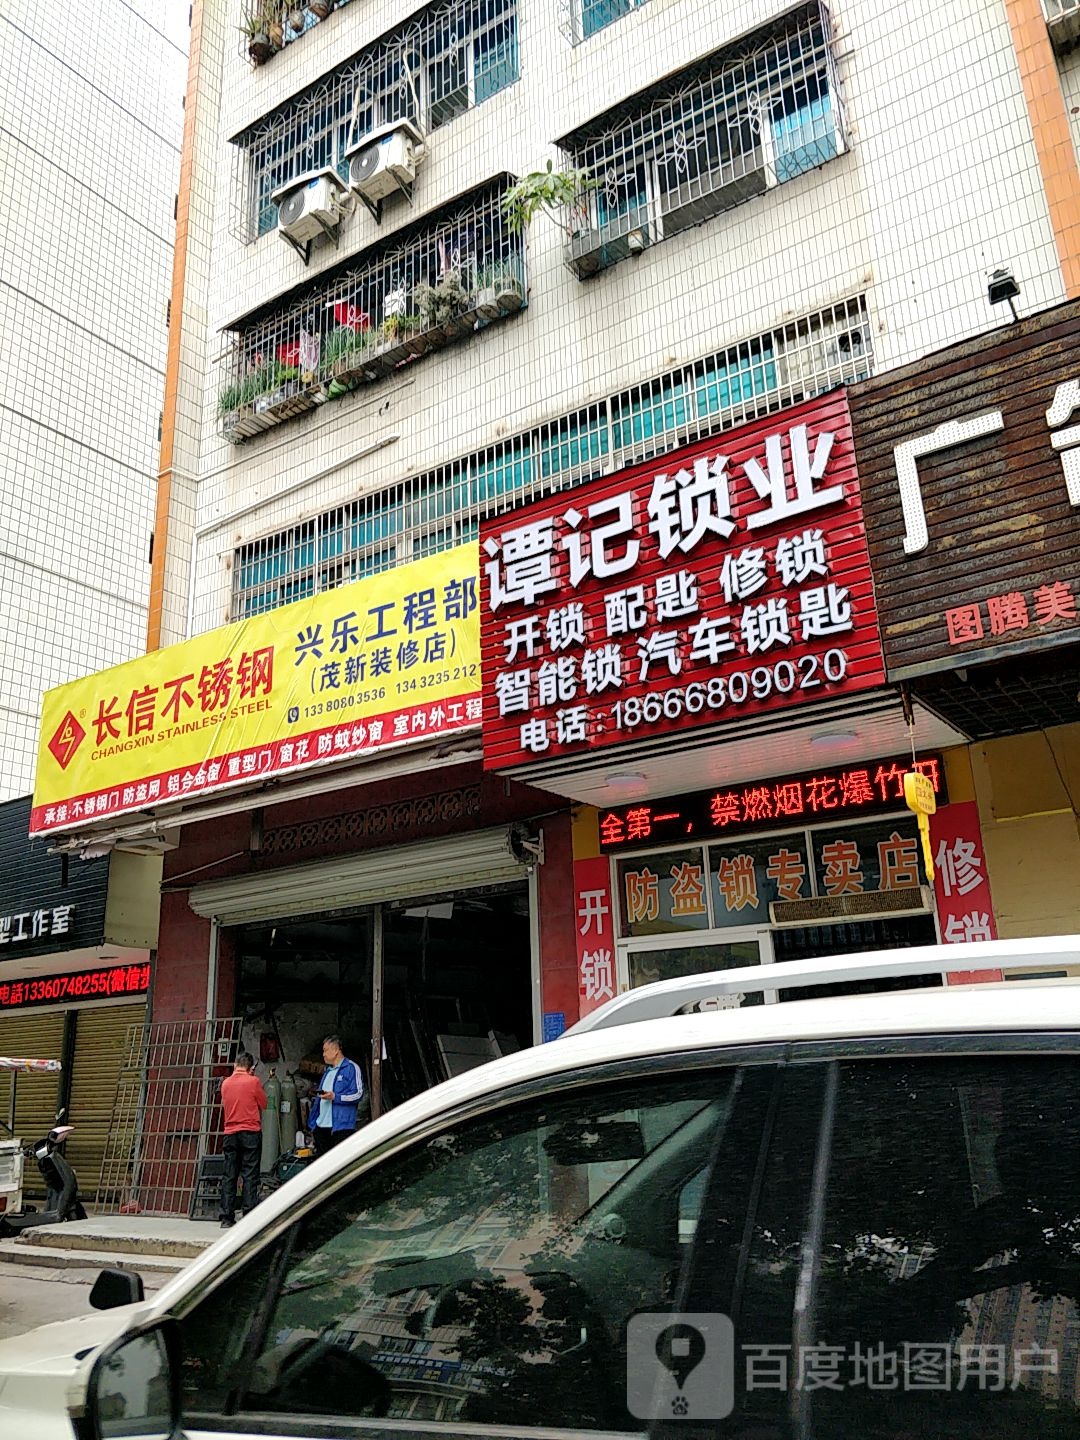 长信不锈钢
CHANGXIN STAINLESS STEEL
兴乐工程部
(茂新装修店)
13380803536 1343235212
承接:不锈钢门 防盗网 铝合金窗 重型门 窗花 防蚊纱窗 室内外工程
谭记锁业
开锁 配匙 修锁
智能锁 汽车锁匙
电话:18666809020
广
图腾美
全第一，禁燃烟花爆竹
防盗锁专卖店
开锁
修锁
型工作室
电話13360748255(微信
百度地图用户